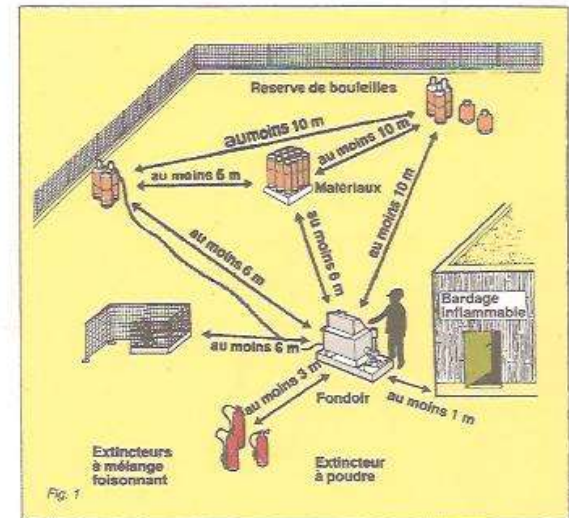 Reserve de bouteilles
au moins 10 m
au moins 10 m
au moins 6 m
Matériaux
au moins 10 m
au moins 6 m
au moins 6 m
Bardage
inflammable
au moins 6 m
au moins 3 m
Fondoir
au moins 1 m
Extincteurs
à mélange
foisonnant
Extincteur
à poudre
Fig. 1